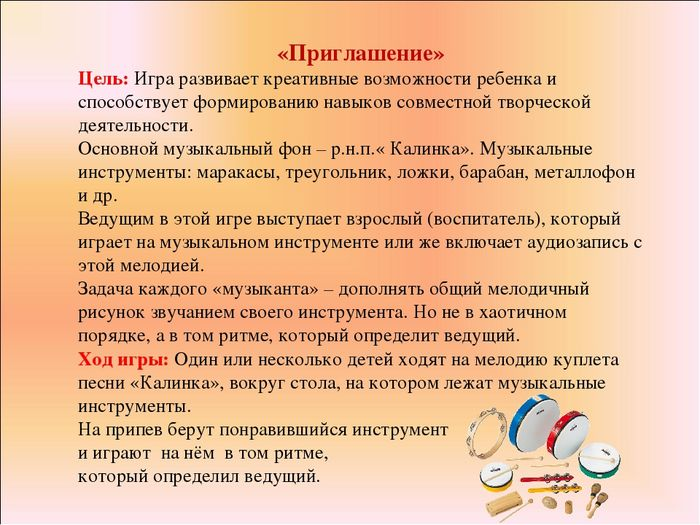 «Приглашение»
Цель: Игра развивает креативные возможности ребенка и
способствует формированию навыков совместной творческой
деятельности.
Основной музыкальный фон – р.н.п.« Калинка». Музыкальные
инструменты: маракасы, треугольник, ложки, барабан, металлофон
и др.
Ведущим в этой игре выступает взрослый (воспитатель), который
играет на музыкальном инструменте или же включает аудиозапись с
этой мелодией.
Задача каждого «музыканта» – дополнять общий мелодичный
рисунок звучанием своего инструмента. Но не в хаотичном
порядке, а в том ритме, который определит ведущий.
Ход игры: Один или несколько детей ходят на мелодию куплета
песни «Калинка», вокруг стола, на котором лежат музыкальные
инструменты.
На припев берут понравившийся инструмент
и играют на нём в том ритме,
который определил ведущий.